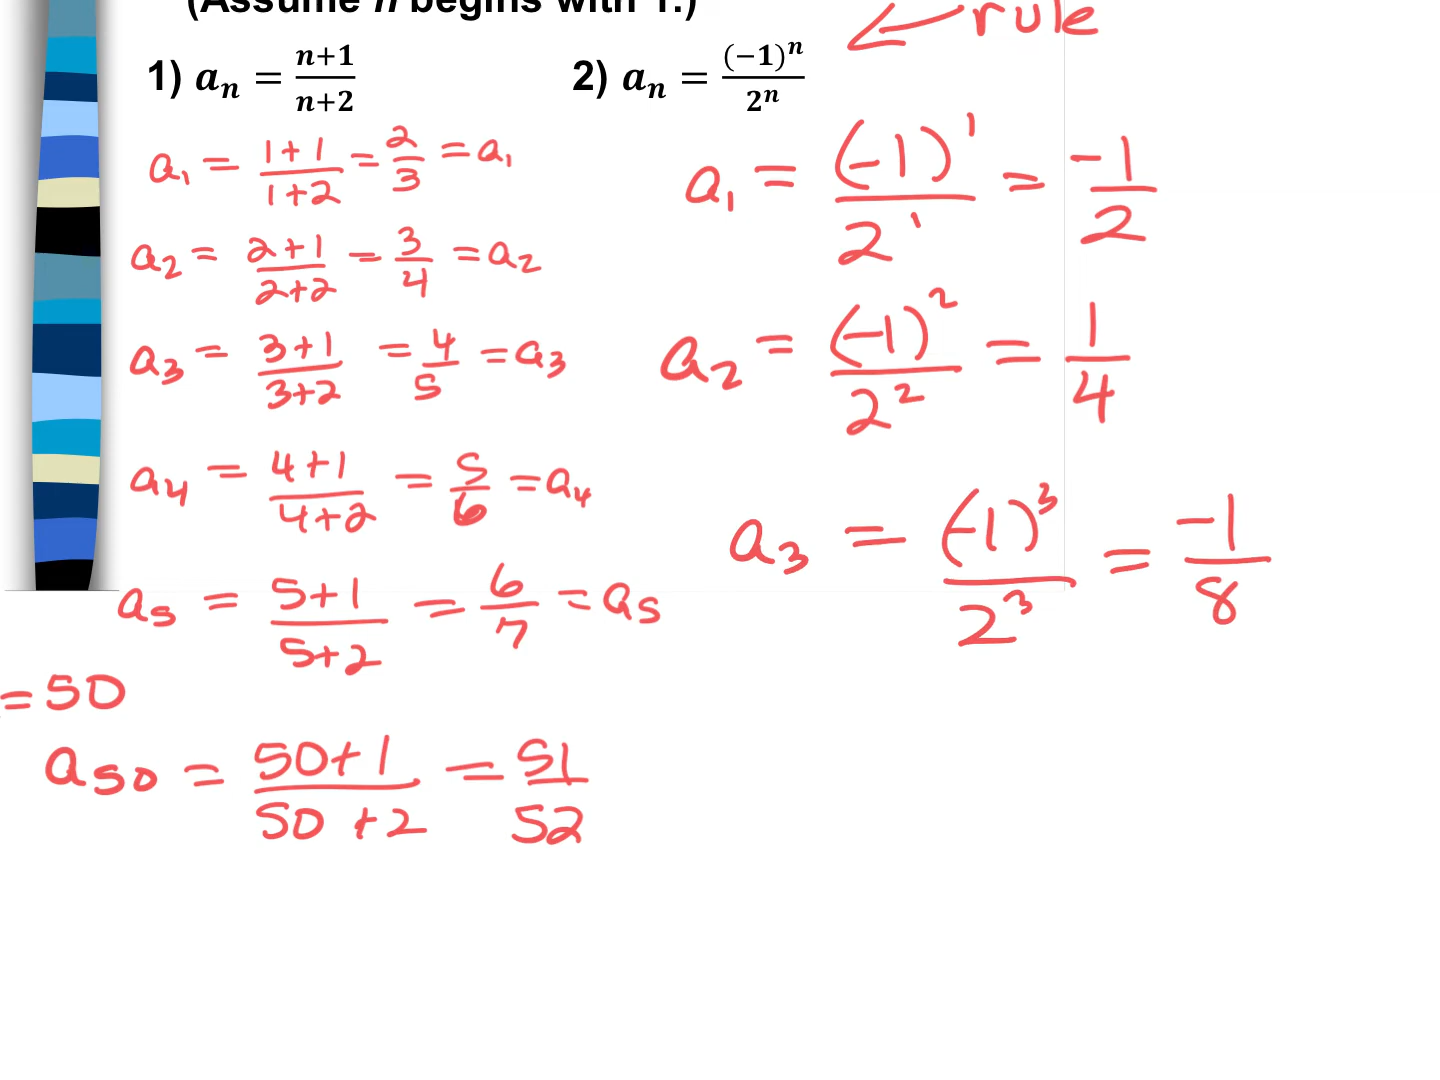 (Assume n begins with 1.)
rule
1) aₙ = (n+1)/(n+2)
a₁ = (1+1)/(1+2) = 2/3 = a₁
a₂ = (2+1)/(2+2) = 3/4 = a₂
a₃ = (3+1)/(3+2) = 4/5 = a₃
a₄ = (4+1)/(4+2) = 5/6 = a₄
a₅ = (5+1)/(5+2) = 6/7 = a₅
= 50
a₅₀ = (50+1)/(50+2) = 51/52
2) aₙ = (−1)ⁿ/2ⁿ
a₁ = (-1)¹/2¹ = -1/2
a₂ = (-1)²/2² = 1/4
a₃ = (-1)³/2³ = -1/8